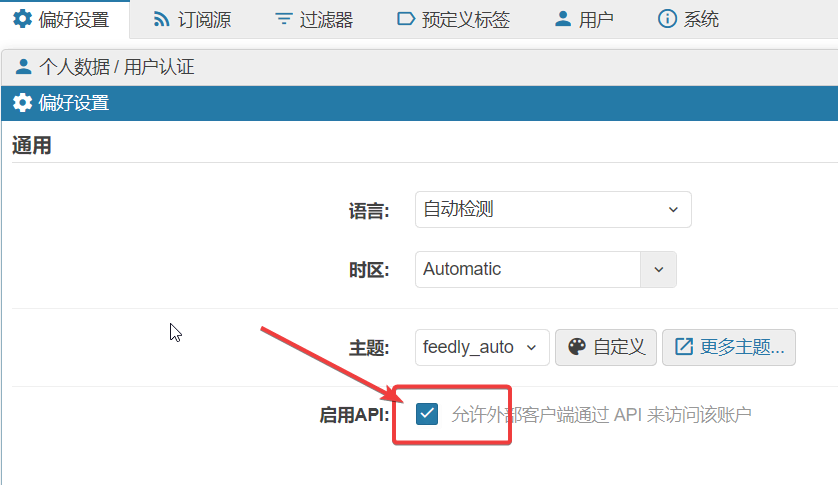 偏好设置 订阅源 过滤器 预定义标签 用户 系统
个人数据 / 用户认证
偏好设置
通用
语言: 自动检测
时区: Automatic
主题: feedly_auto 自定义 更多主题...
启用API: 允许外部客户端通过 API 来访问该账户